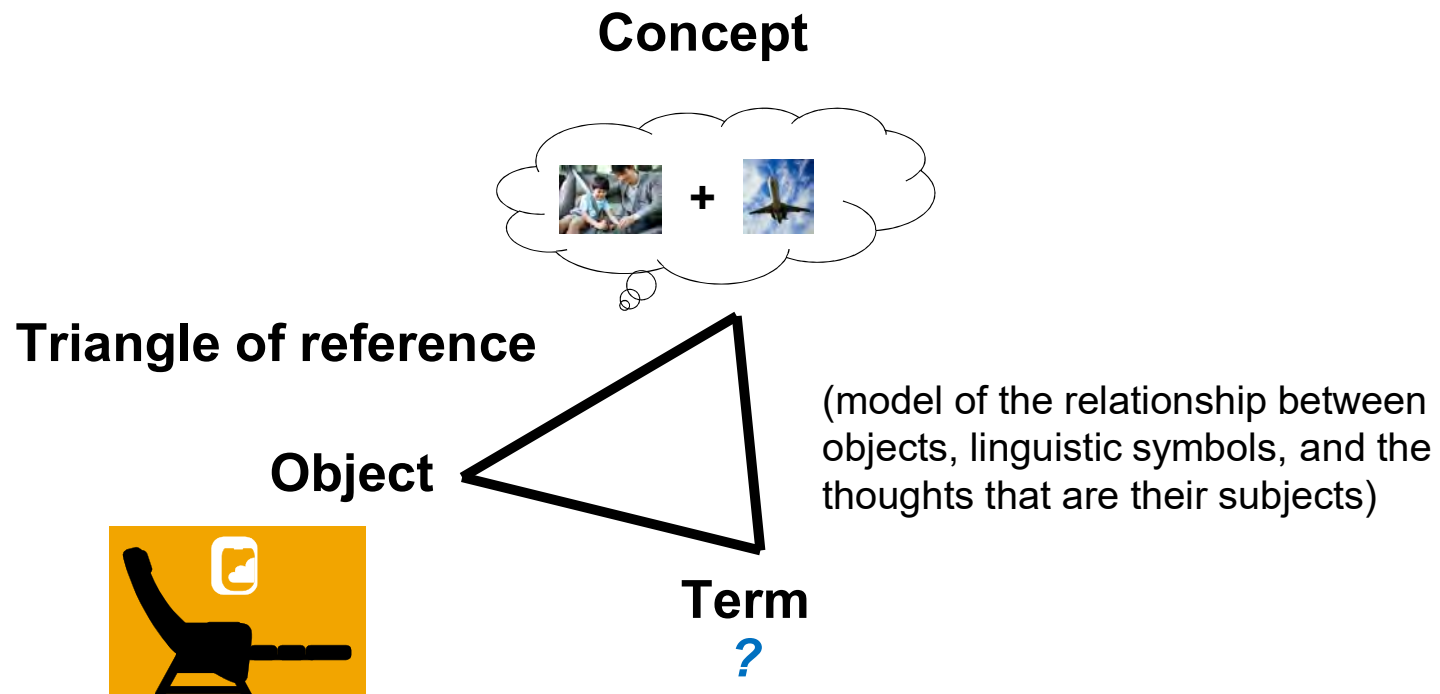 Concept
+
Triangle of reference
(model of the relationship between
objects, linguistic symbols, and the
thoughts that are their subjects)
Object
Term
?